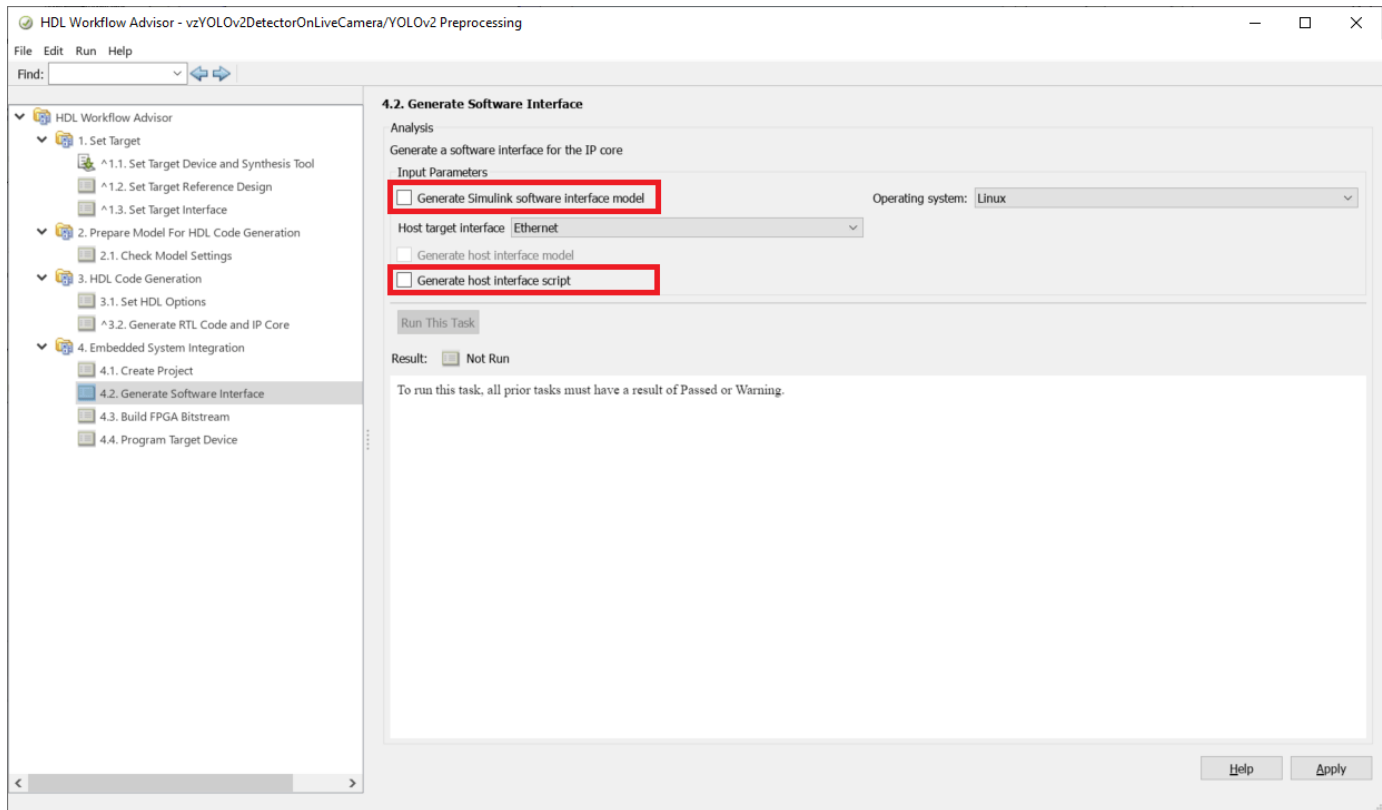 HDL Workflow Advisor - vzYOLOv2DetectorOnLiveCamera/YOLOv2 Preprocessing
File Edit Run Help
Find:
HDL Workflow Advisor
1. Set Target
^1.1. Set Target Device and Synthesis Tool
^1.2. Set Target Reference Design
^1.3. Set Target Interface
2. Prepare Model For HDL Code Generation
2.1. Check Model Settings
3. HDL Code Generation
3.1. Set HDL Options
^3.2. Generate RTL Code and IP Core
4. Embedded System Integration
4.1. Create Project
4.2. Generate Software Interface
4.3. Build FPGA Bitstream
4.4. Program Target Device
4.2. Generate Software Interface
Analysis
Generate a software interface for the IP core
Input Parameters
Generate Simulink software interface model Operating system: Linux
Host target interface Ethernet
Generate host interface model
Generate host interface script
Run This Task
Result: Not Run
To run this task, all prior tasks must have a result of Passed or Warning.
Help Apply